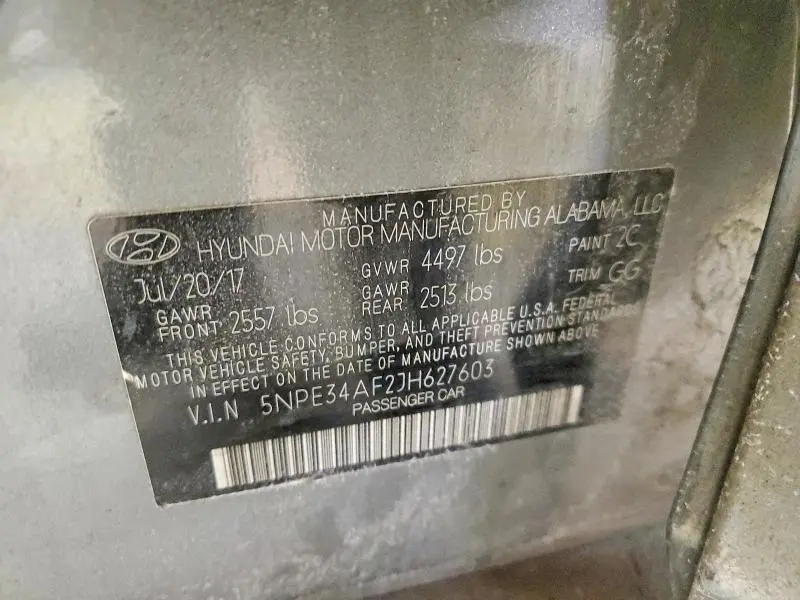 MANUFACTURED BY
HYUNDAI MOTOR MANUFACTURING ALABAMA, LLC
Jul/20/17 GVWR 4497 lbs PAINT 2C
GAWR FRONT 2557 lbs GAWR REAR 2513 lbs TRIM GG
THIS VEHICLE CONFORMS TO ALL APPLICABLE U.S.A. FEDERAL
MOTOR VEHICLE SAFETY, BUMPER, AND THEFT PREVENTION STANDARDS
IN EFFECT ON THE DATE OF MANUFACTURE SHOWN ABOVE.
V.I.N 5NPE34AF2JH627603
PASSENGER CAR